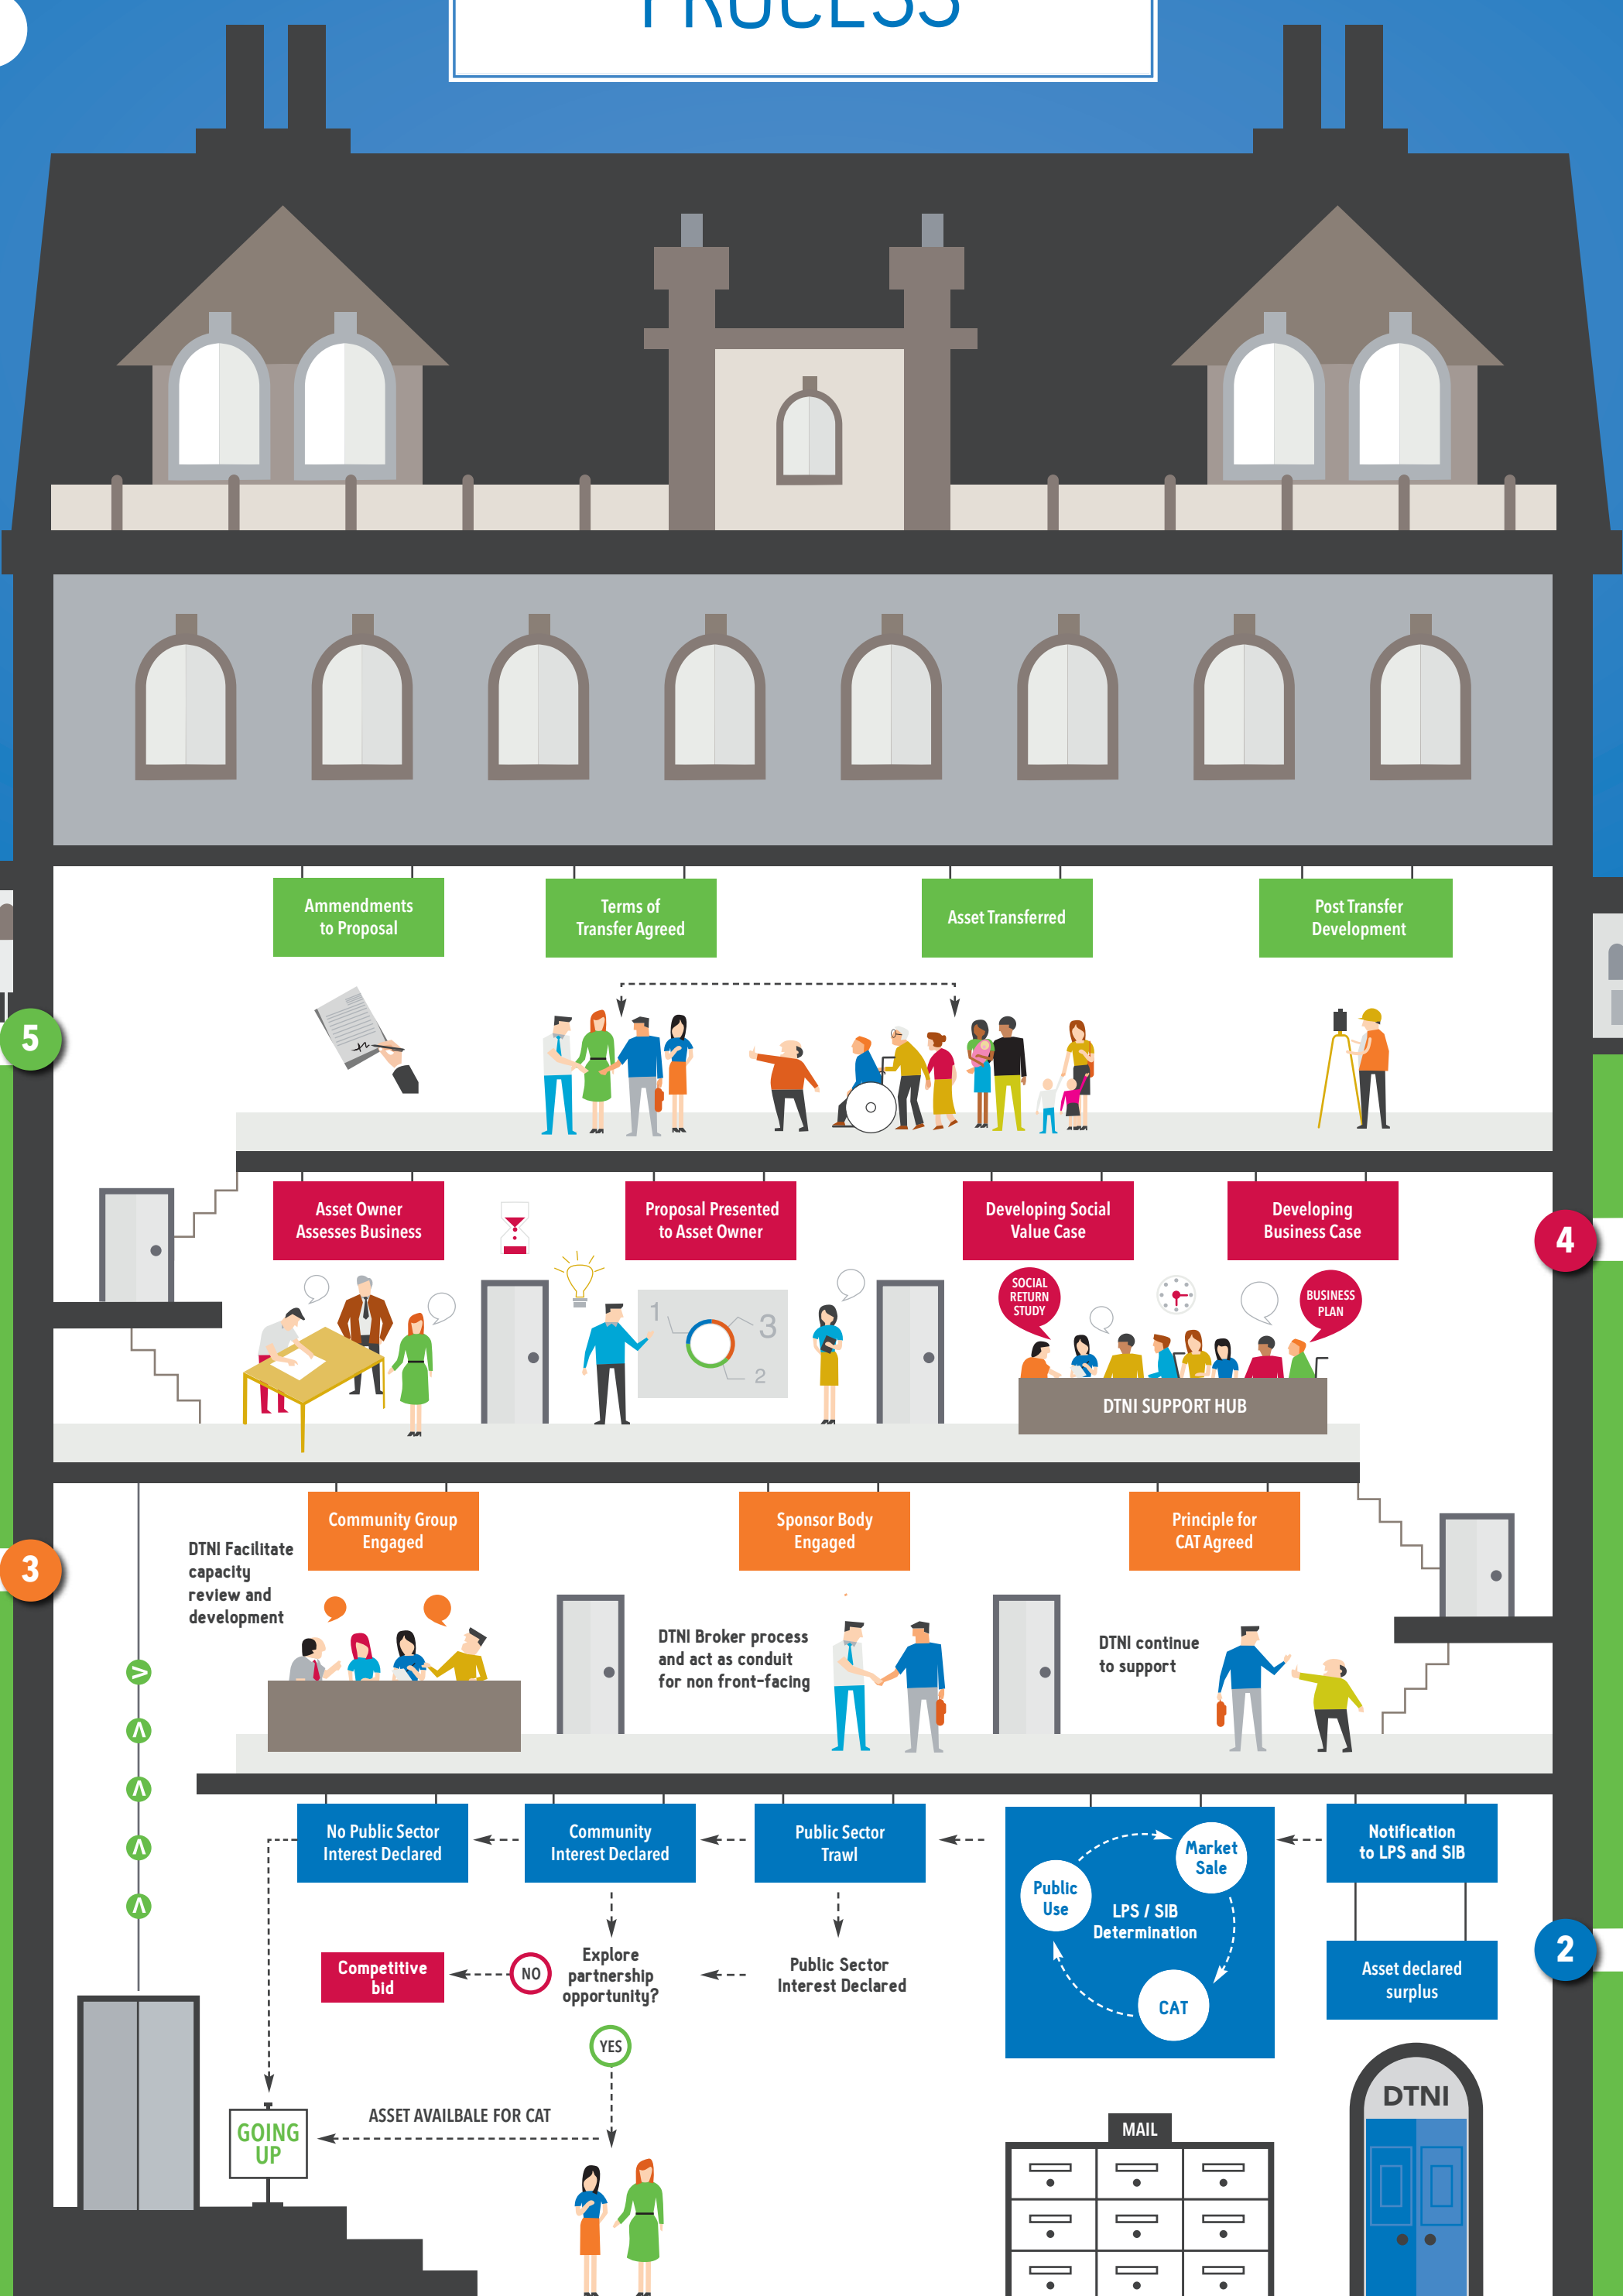 PROCESS
Ammendments
to Proposal
Terms of
Transfer Agreed
Asset Transferred
Post Transfer
Development
5
Asset Owner
Assesses Business
Proposal Presented
to Asset Owner
Developing Social
Value Case
Developing
Business Case
4
SOCIAL
RETURN
STUDY
BUSINESS
PLAN
1
3
2
DTNI SUPPORT HUB
Community Group
Engaged
Sponsor Body
Engaged
Principle for
CAT Agreed
3
DTNI Facilitate
capacity
review and
development
DTNI Broker process
and act as conduit
for non front-facing
DTNI continue
to support
No Public Sector
Interest Declared
Community
Interest Declared
Public Sector
Trawl
Market
Sale
Public
Use
LPS / SIB
Determination
CAT
Notification
to LPS and SIB
Asset declared
surplus
2
Competitive
bid
NO
Explore
partnership
opportunity?
Public Sector
Interest Declared
YES
ASSET AVAILBALE FOR CAT
GOING
UP
MAIL
DTNI